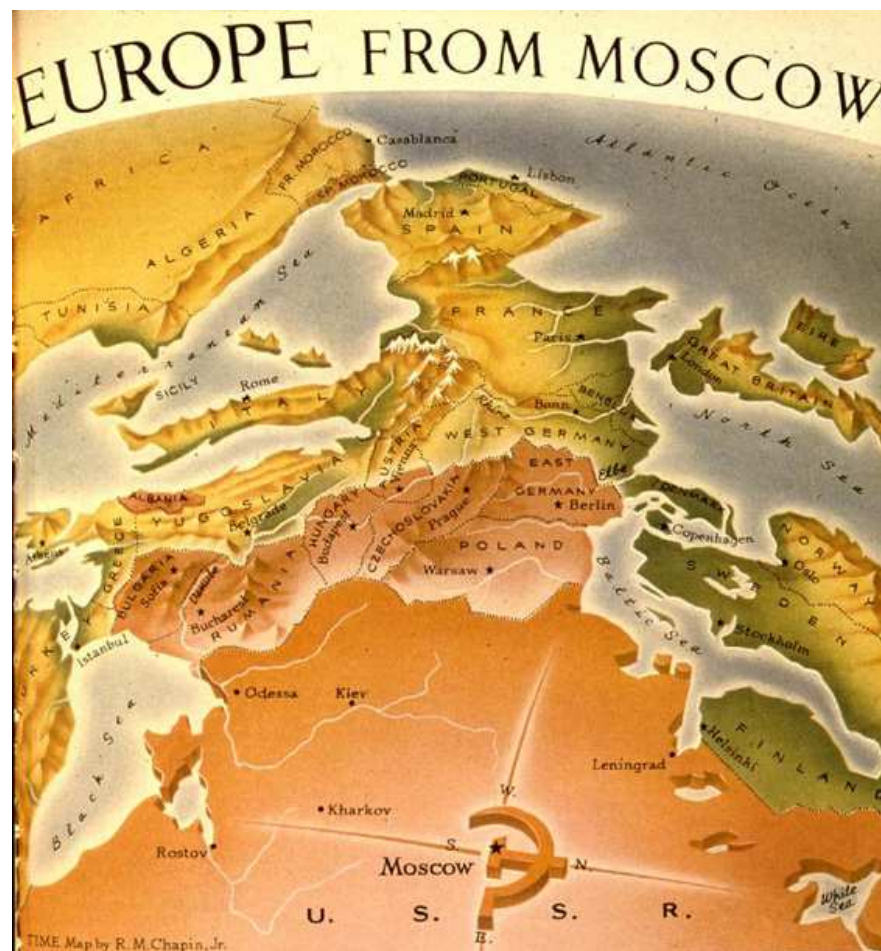 EUROPE FROM MOSCOW
Casablanca
Atlantic Ocean
AFRICA
FR. MOROCCO
SP. MOROCCO
PORTUGAL
Lisbon
Madrid
SPAIN
ALGERIA
TUNISIA
Mediterranean Sea
FRANCE
Paris
EIRE
GREAT BRITAIN
London
SICILY
Rome
ITALY
Rhine
Bonn
BENELUX
North Sea
WEST GERMANY
AUSTRIA
Vienna
EAST
GERMANY
Elbe
Berlin
DENMARK
Copenhagen
NORWAY
Oslo
ALBANIA
YUGOSLAVIA
Belgrade
HUNGARY
Budapest
CZECHOSLOVAKIA
Prague
Athens
GREECE
BULGARIA
Sofia
Danube
Bucharest
RUMANIA
POLAND
Warsaw
SWEDEN
Baltic Sea
Stockholm
TURKEY
Istanbul
Odessa
Kiev
FINLAND
Helsinki
Leningrad
Black Sea
W.
Kharkov
Rostov
S.
N.
Moscow
White
Sea
U. S. S. R.
E.
TIME Map by R. M. Chapin, Jr.